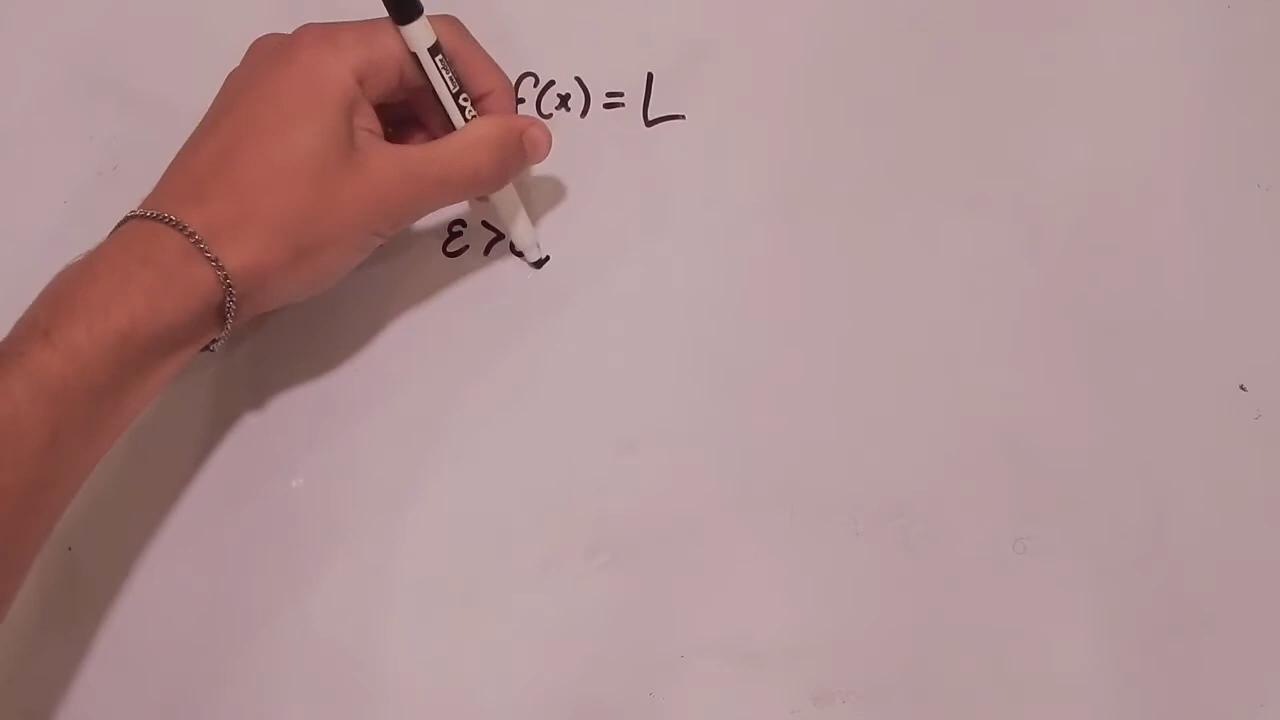 f(x) = L
ε >